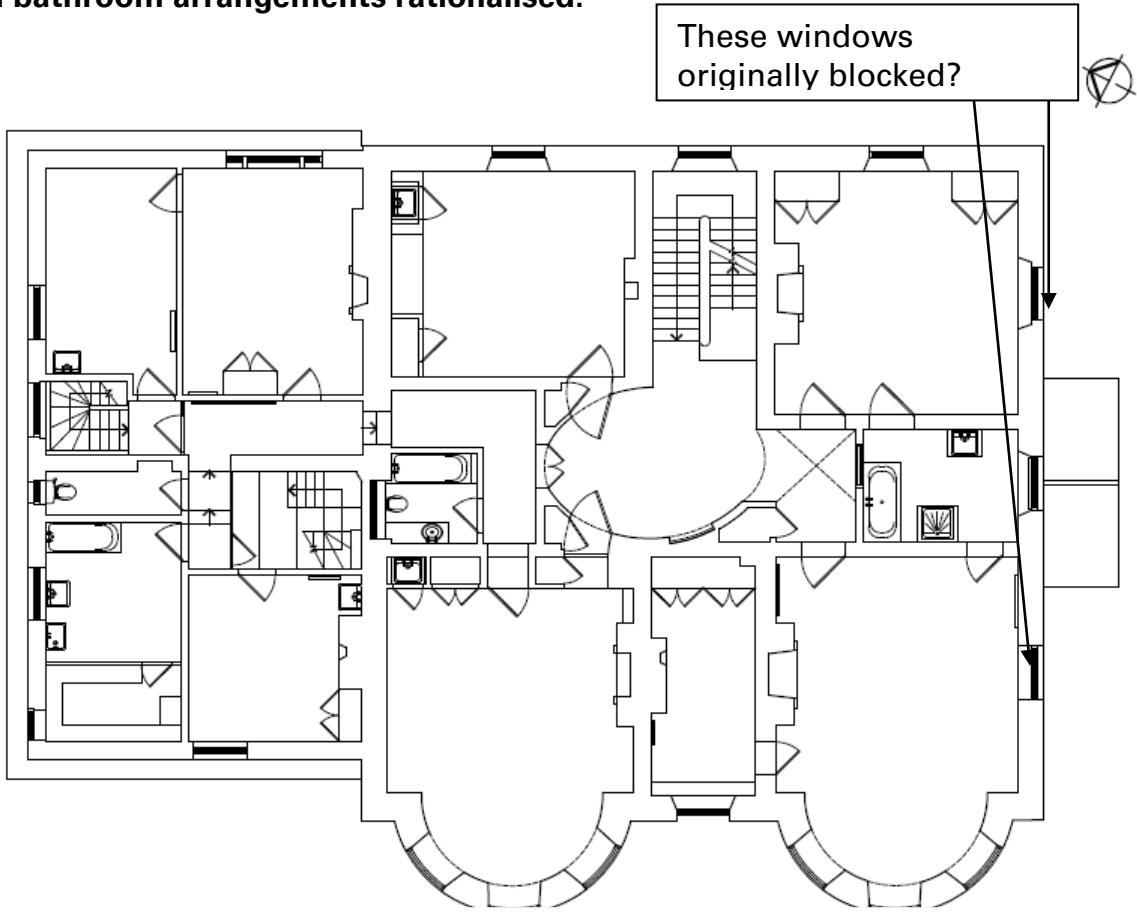 bathroom arrangements rationalised.
These windows
originally blocked?